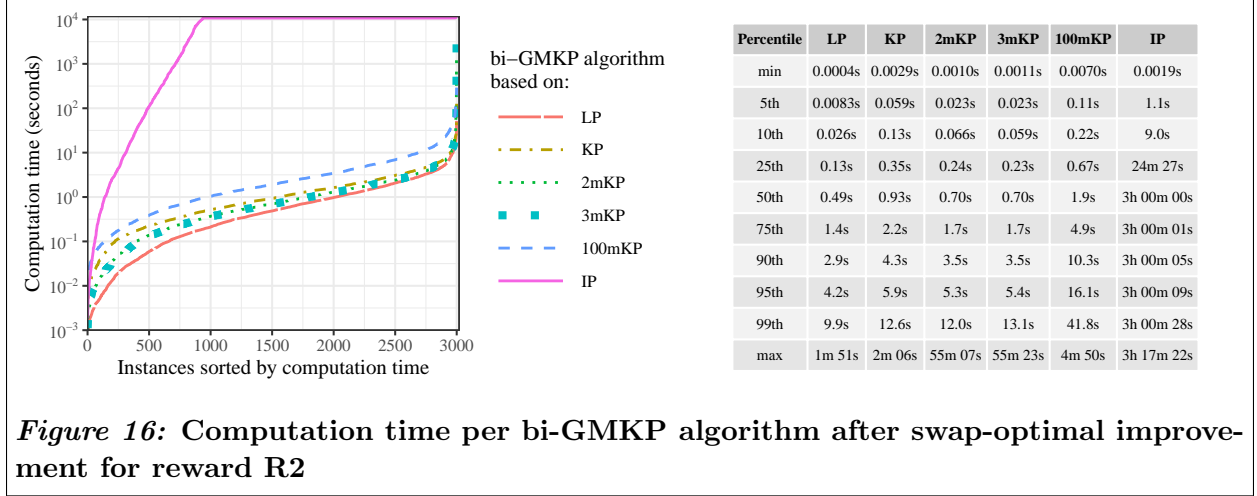 10⁴
10³
10²
10¹
10⁰
10⁻¹
10⁻²
10⁻³
Computation time (seconds)
0 500 1000 1500 2000 2500 3000
Instances sorted by computation time
bi−GMKP algorithm
based on:
LP
KP
2mKP
3mKP
100mKP
IP
Percentile LP KP 2mKP 3mKP 100mKP IP
min 0.0004s 0.0029s 0.0010s 0.0011s 0.0070s 0.0019s
5th 0.0083s 0.059s 0.023s 0.023s 0.11s 1.1s
10th 0.026s 0.13s 0.066s 0.059s 0.22s 9.0s
25th 0.13s 0.35s 0.24s 0.23s 0.67s 24m 27s
50th 0.49s 0.93s 0.70s 0.70s 1.9s 3h 00m 00s
75th 1.4s 2.2s 1.7s 1.7s 4.9s 3h 00m 01s
90th 2.9s 4.3s 3.5s 3.5s 10.3s 3h 00m 05s
95th 4.2s 5.9s 5.3s 5.4s 16.1s 3h 00m 09s
99th 9.9s 12.6s 12.0s 13.1s 41.8s 3h 00m 28s
max 1m 51s 2m 06s 55m 07s 55m 23s 4m 50s 3h 17m 22s
Figure 16: Computation time per bi-GMKP algorithm after swap-optimal improve-
ment for reward R2